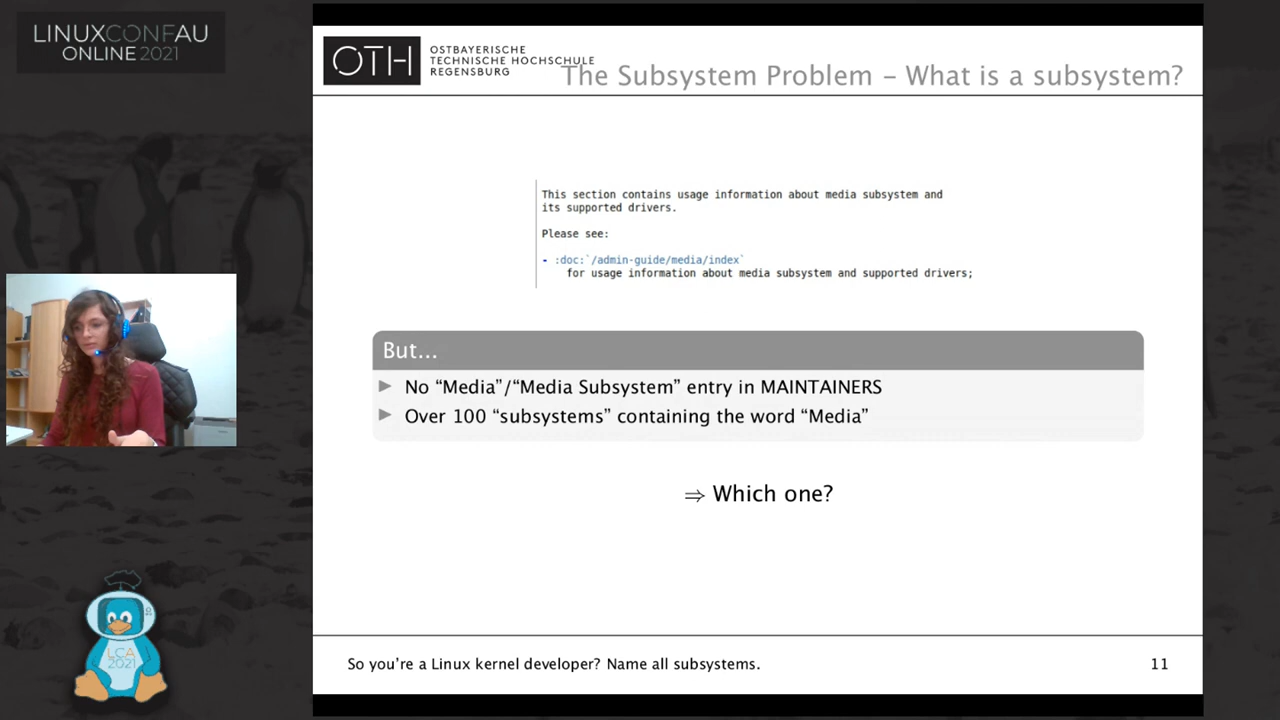 LINUXCONFAU
ONLINE 2021
OTH
OSTBAYERISCHE
TECHNISCHE HOCHSCHULE
REGENSBURG
The Subsystem Problem – What is a subsystem?
This section contains usage information about media subsystem and
its supported drivers.
Please see:
- :doc:`/admin-guide/media/index`
for usage information about media subsystem and supported drivers;
But...
▶ No “Media”/“Media Subsystem” entry in MAINTAINERS
▶ Over 100 “subsystems” containing the word “Media”
⇒ Which one?
LCA
2021
So you're a Linux kernel developer? Name all subsystems.
11